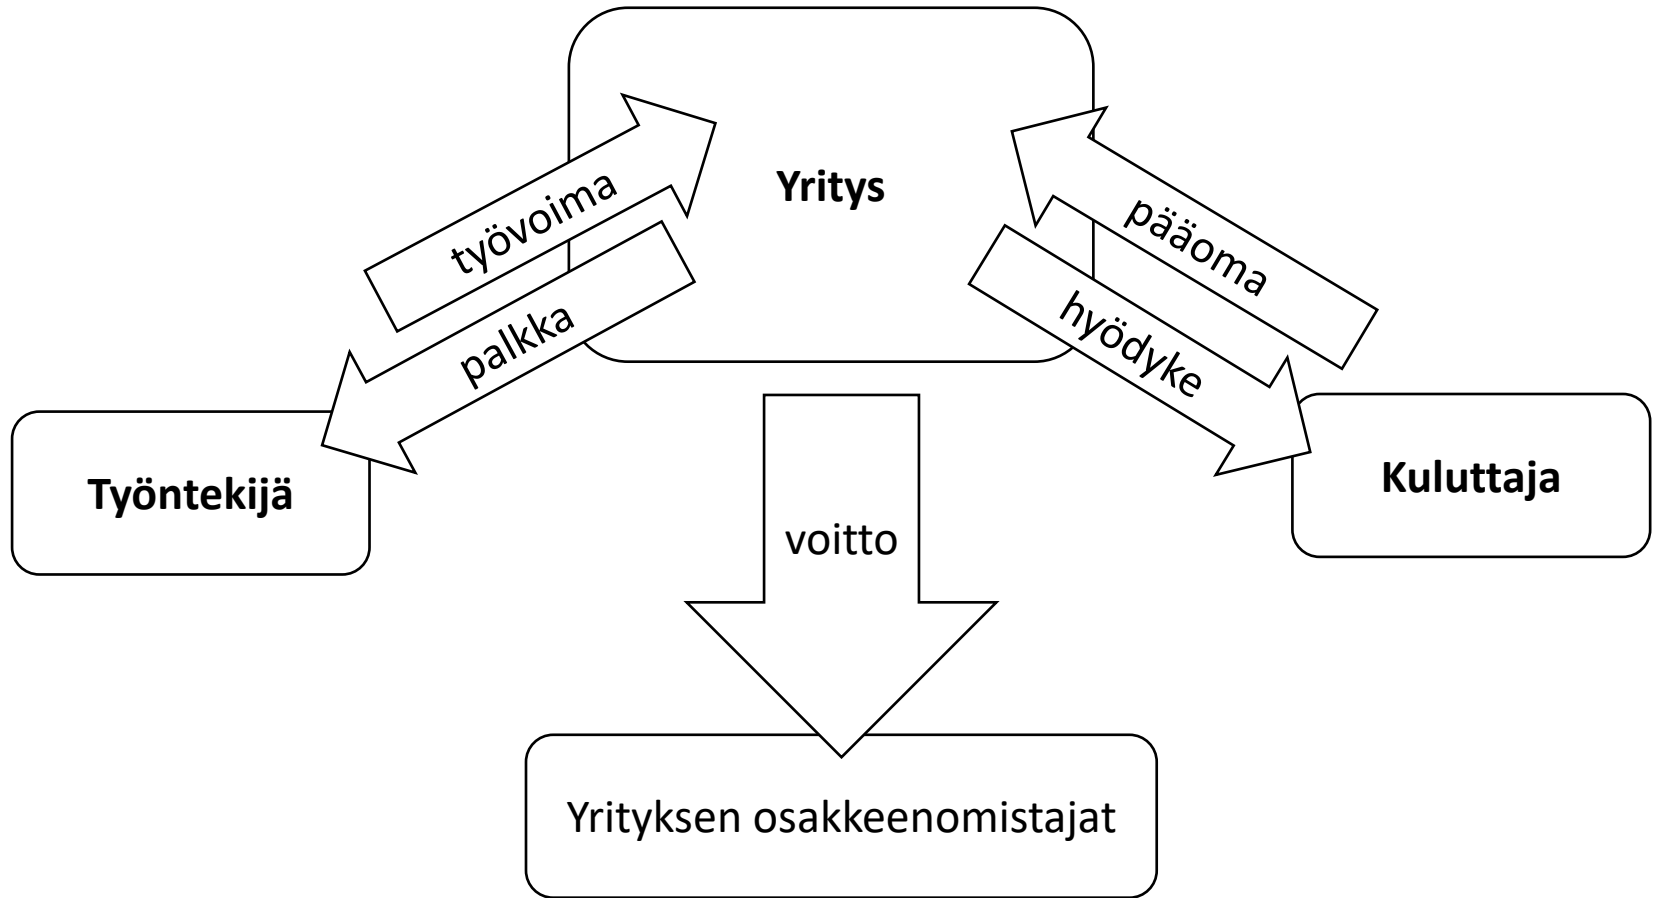 Yritys
työvoima
palkka
pääoma
hyödyke
Työntekijä
Kuluttaja
voitto
Yrityksen osakkeenomistajat